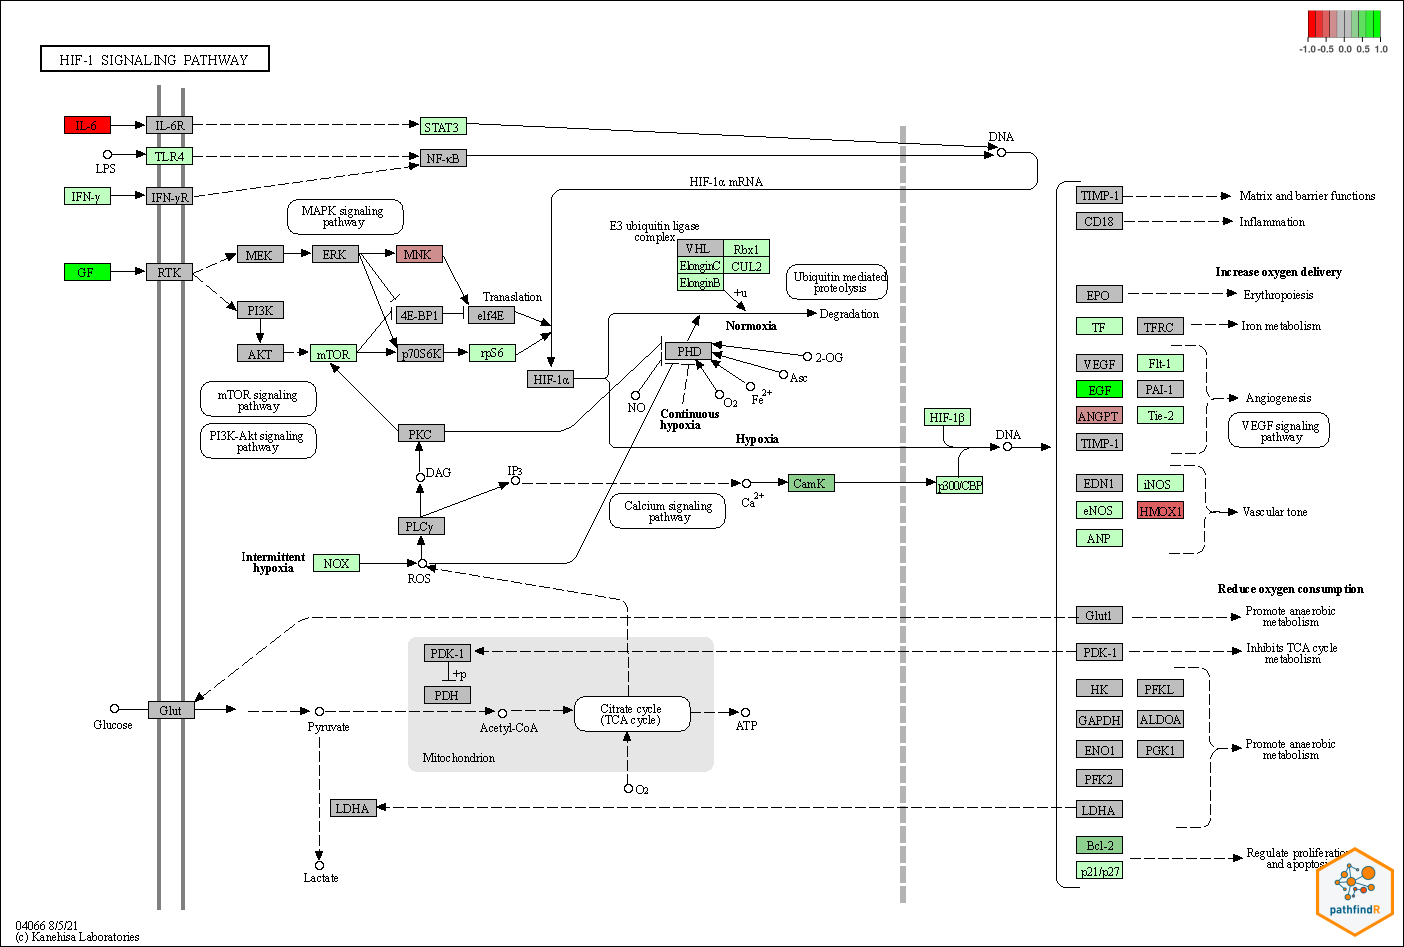 HIF-1 SIGNALING PATHWAY
-1.0 -0.5 0.0 0.5 1.0
IL-6
IL-6R
STAT3
DNA
LPS
TLR4
NF-κB
IFN-γ
IFN-γR
HIF-1α mRNA
MAPK signaling
pathway
E3 ubiquitin ligase
complex
VHL
Rbx1
ElonginC
CUL2
ElonginB
+u
Ubiquitin mediated
proteolysis
GF
RTK
MEK
ERK
MNK
PI3K
4E-BP1
eIf4E
Translation
Degradation
Normoxia
AKT
mTOR
p70S6K
rpS6
HIF-1α
PHD
2-OG
Asc
Fe2+
O2
NO
Continuous
hypoxia
mTOR signaling
pathway
PI3K-Akt signaling
pathway
PKC
Hypoxia
HIF-1β
DNA
DAG
IP3
Ca2+
CamK
p300/CBP
Calcium signaling
pathway
PLCγ
Intermittent
hypoxia
NOX
ROS
PDK-1
+p
PDH
Citrate cycle
(TCA cycle)
Glucose
Glut
Pyruvate
Acetyl-CoA
ATP
Mitochondrion
O2
LDHA
Lactate
TIMP-1
Matrix and barrier functions
CD18
Inflammation
Increase oxygen delivery
EPO
Erythropoiesis
TF
TFRC
Iron metabolism
VEGF
Flt-1
EGF
PAI-1
Angiogenesis
ANGPT
Tie-2
VEGF signaling
pathway
TIMP-1
EDN1
iNOS
eNOS
HMOX1
Vascular tone
ANP
Reduce oxygen consumption
Glut1
Promote anaerobic
metabolism
PDK-1
Inhibits TCA cycle
metabolism
HK
PFKL
GAPDH
ALDOA
ENO1
PGK1
Promote anaerobic
metabolism
PFK2
LDHA
Bcl-2
p21/p27
Regulate
and
pathfindR
04066 8/5/21
(c) Kanehisa Laboratories